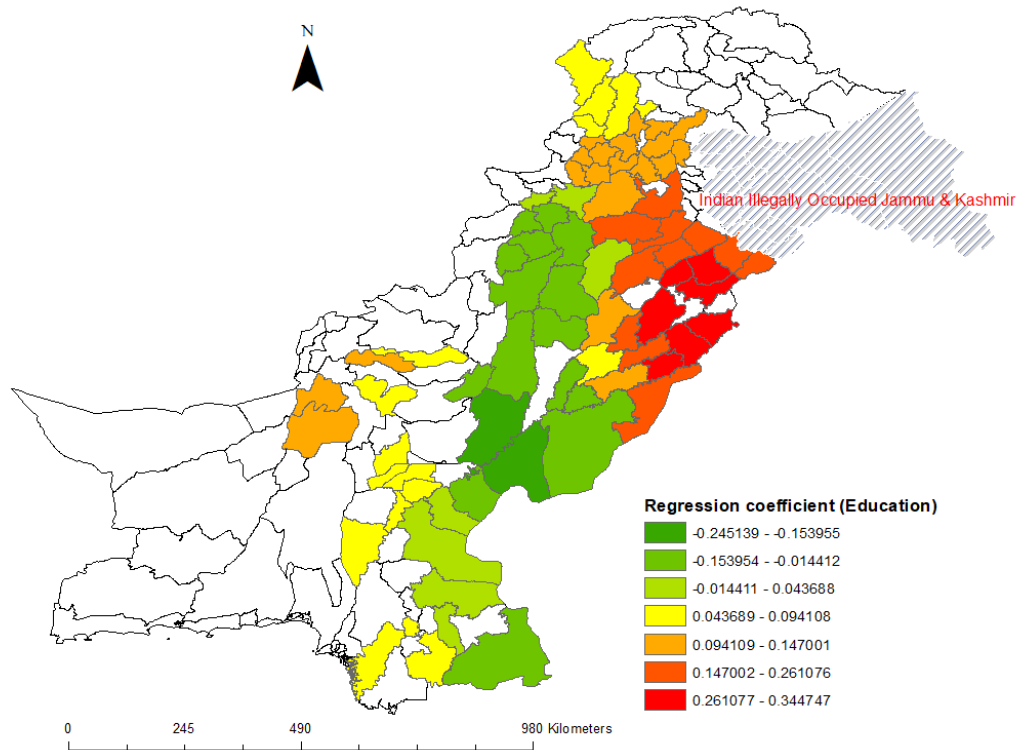 N
Indian Illegally Occupied Jammu & Kashmir
Regression coefficient (Education)
-0.245139 - -0.153955
-0.153954 - -0.014412
-0.014411 - 0.043688
0.043689 - 0.094108
0.094109 - 0.147001
0.147002 - 0.261076
0.261077 - 0.344747
0 245 490 980 Kilometers